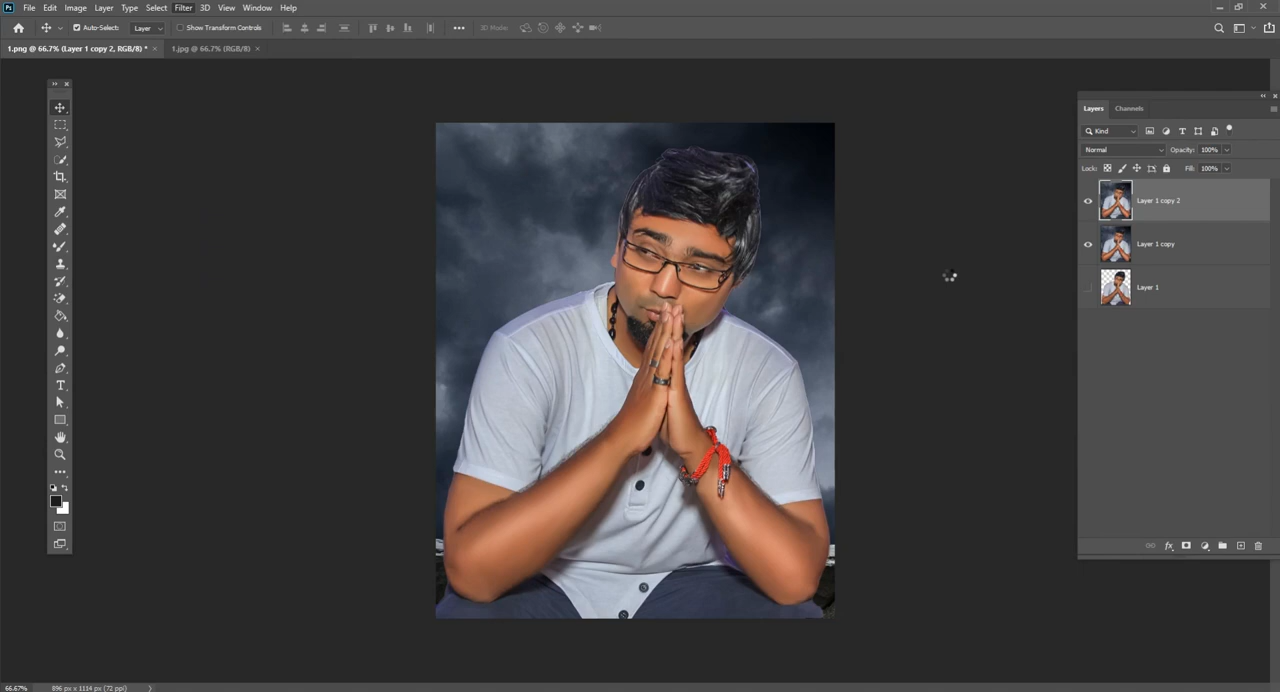 Ps File Edit Image Layer Type Select Filter 3D View Window Help
Auto-Select: Layer Show Transform Controls 3D Mode:
1.png @ 66.7% (Layer 1 copy 2, RGB/8) * × 1.jpg @ 66.7% (RGB/8) ×
Layers Channels
Kind
Normal Opacity: 100%
Lock: Fill: 100%
Layer 1 copy 2
Layer 1 copy
Layer 1
T
fx
66.67% 896 px x 1114 px (72 ppi)